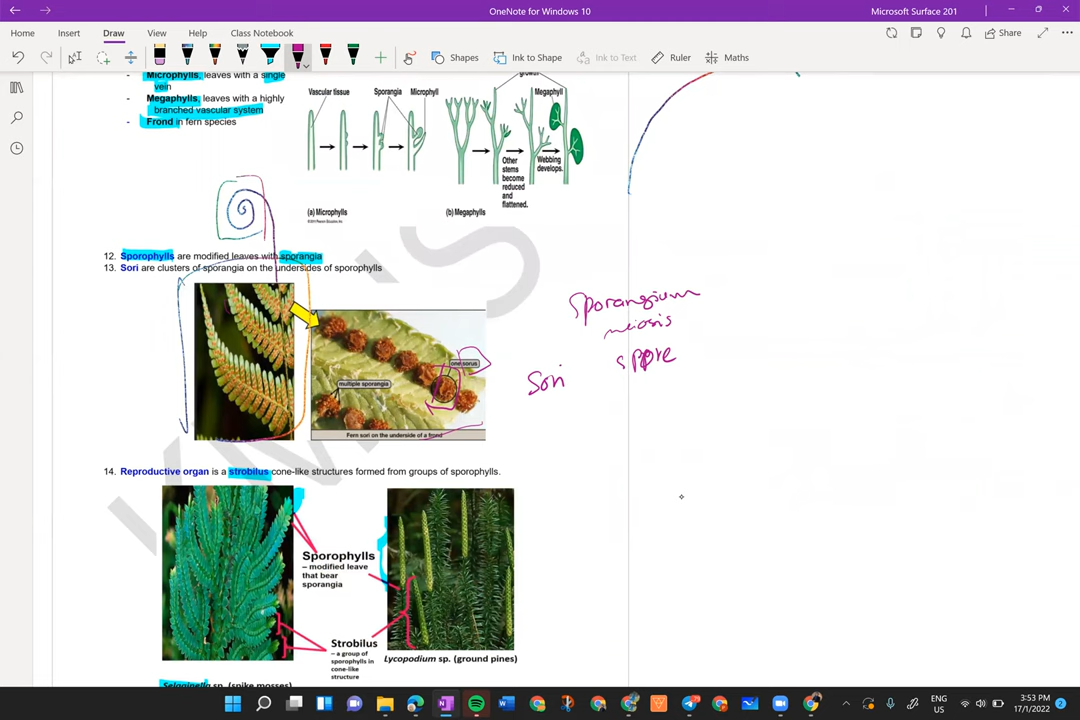 OneNote for Windows 10
Microsoft Surface 201
Home Insert Draw View Help Class Notebook
Share
Shapes Ink to Shape Ink to Text Ruler Maths
- Microphylls, leaves with a single
vein
- Megaphylls, leaves with a highly
branched vascular system
- Frond in fern species
growth
Vascular tissue Sporangia Microphyll
Megaphyll
Other
stems
become
reduced
and
flattened.
Webbing
develops.
(a) Microphylls
(b) Megaphylls
12. Sporophylls are modified leaves with sporangia
13. Sori are clusters of sporangia on the undersides of sporophylls
one sorus
multiple sporangia
Fern sori on the underside of a frond
Sporangium
meiosis
spore
Sori
14. Reproductive organ is a strobilus cone-like structures formed from groups of sporophylls.
Sporophylls
– modified leave
that bear
sporangia
Strobilus
– a group of
sporophylls in
cone-like
structure
Lycopodium sp. (ground pines)
Selaginella sp. (spike mosses)
KMS
ENG
US
3:53 PM
17/1/2022